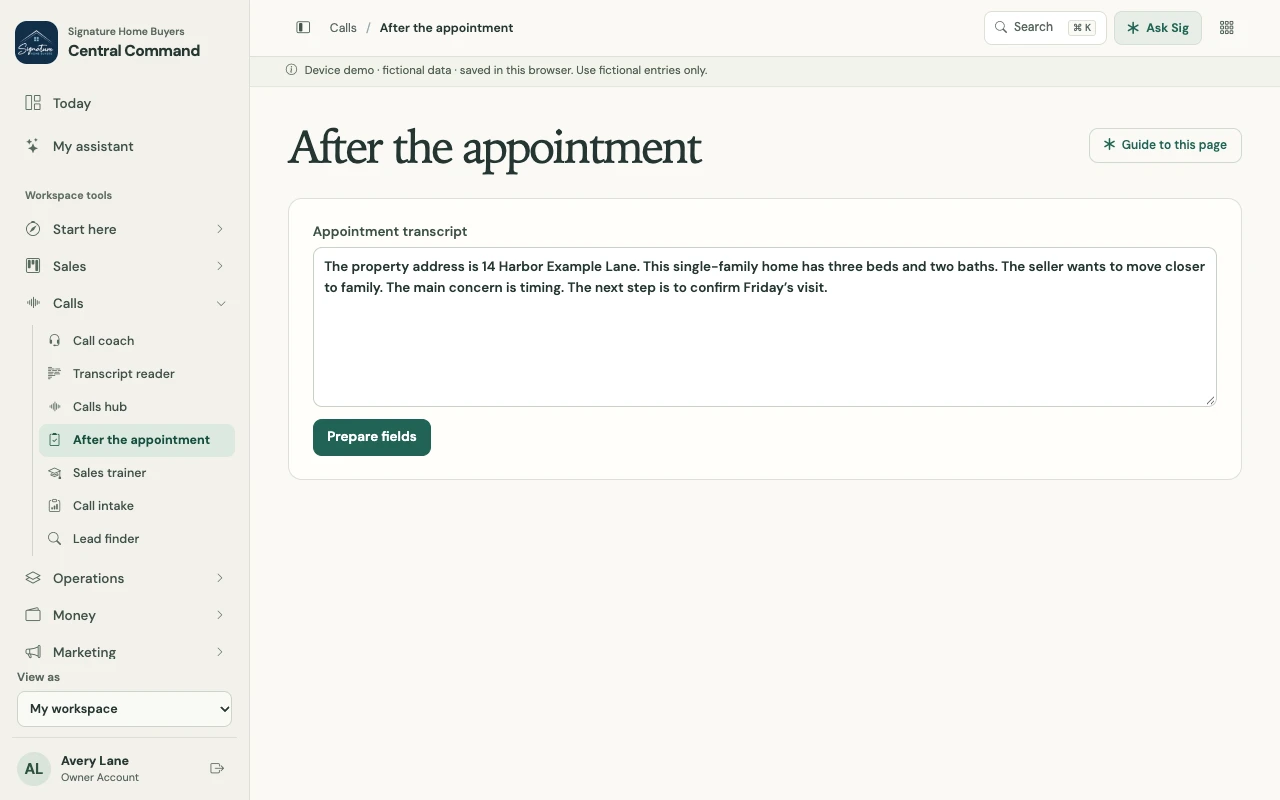 Signature Home Buyers
Central Command
Signature
Today
My assistant
Workspace tools
Start here
Sales
Calls
Call coach
Transcript reader
Calls hub
After the appointment
Sales trainer
Call intake
Lead finder
Operations
Money
Marketing
View as
My workspace
AL
Avery Lane
Owner Account
Calls / After the appointment
Search ⌘ K
Ask Sig
Device demo · fictional data · saved in this browser. Use fictional entries only.
After the appointment
Guide to this page
Appointment transcript
The property address is 14 Harbor Example Lane. This single-family home has three beds and two baths. The seller wants to move closer
to family. The main concern is timing. The next step is to confirm Friday’s visit.
Prepare fields